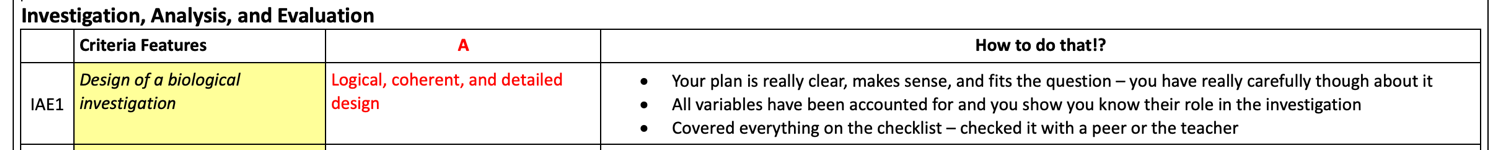 Investigation, Analysis, and Evaluation
Criteria Features A How to do that!?
IAE1 Design of a biological investigation
Logical, coherent, and detailed design
• Your plan is really clear, makes sense, and fits the question – you have really carefully though about it
• All variables have been accounted for and you show you know their role in the investigation
• Covered everything on the checklist – checked it with a peer or the teacher